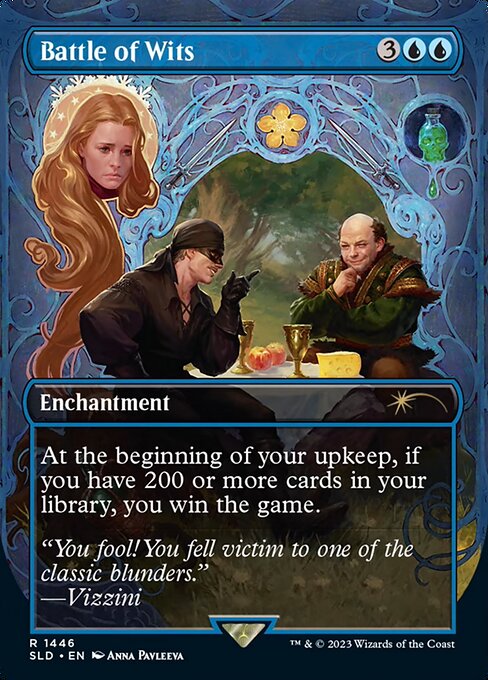 Battle of Wits 3
Enchantment
At the beginning of your upkeep, if
you have 200 or more cards in your
library, you win the game.
“You fool! You fell victim to one of the
classic blunders.”
—Vizzini
R 1446
SLD • EN Anna Pavleeva
™ & © 2023 Wizards of the Coast